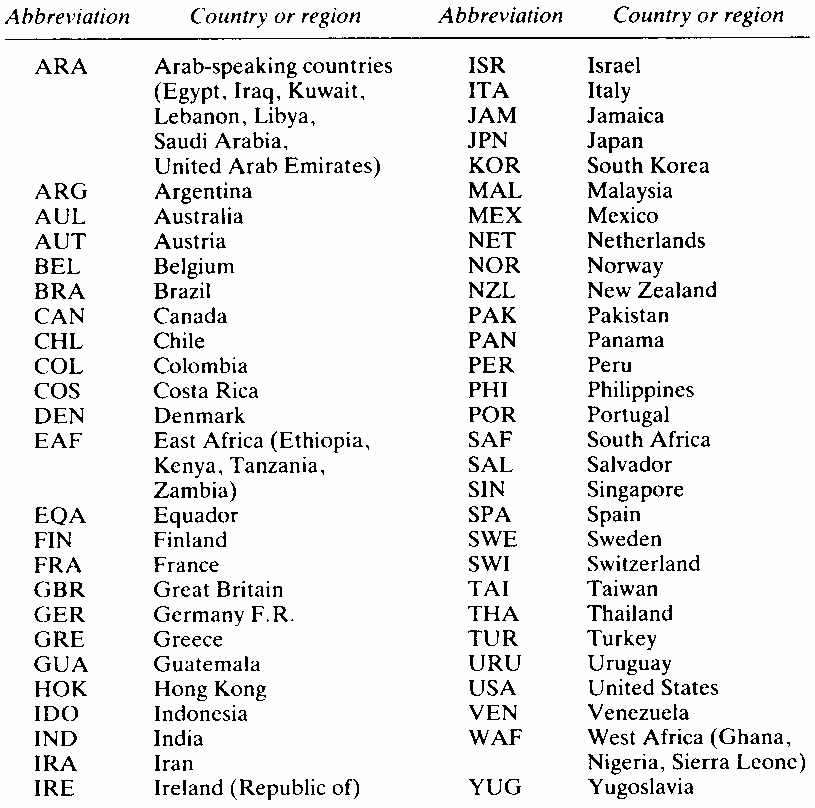 Abbreviation Country or region Abbreviation Country or region
ARA Arab-speaking countries ISR Israel
(Egypt, Iraq, Kuwait, ITA Italy
Lebanon, Libya, JAM Jamaica
Saudi Arabia, JPN Japan
United Arab Emirates) KOR South Korea
ARG Argentina MAL Malaysia
AUL Australia MEX Mexico
AUT Austria NET Netherlands
BEL Belgium NOR Norway
BRA Brazil NZL New Zealand
CAN Canada PAK Pakistan
CHL Chile PAN Panama
COL Colombia PER Peru
COS Costa Rica PHI Philippines
DEN Denmark POR Portugal
EAF East Africa (Ethiopia, SAF South Africa
Kenya, Tanzania, SAL Salvador
Zambia) SIN Singapore
EQA Equador SPA Spain
FIN Finland SWE Sweden
FRA France SWI Switzerland
GBR Great Britain TAI Taiwan
GER Germany F.R. THA Thailand
GRE Greece TUR Turkey
GUA Guatemala URU Uruguay
HOK Hong Kong USA United States
IDO Indonesia VEN Venezuela
IND India WAF West Africa (Ghana,
IRA Iran Nigeria, Sierra Leone)
IRE Ireland (Republic of) YUG Yugoslavia